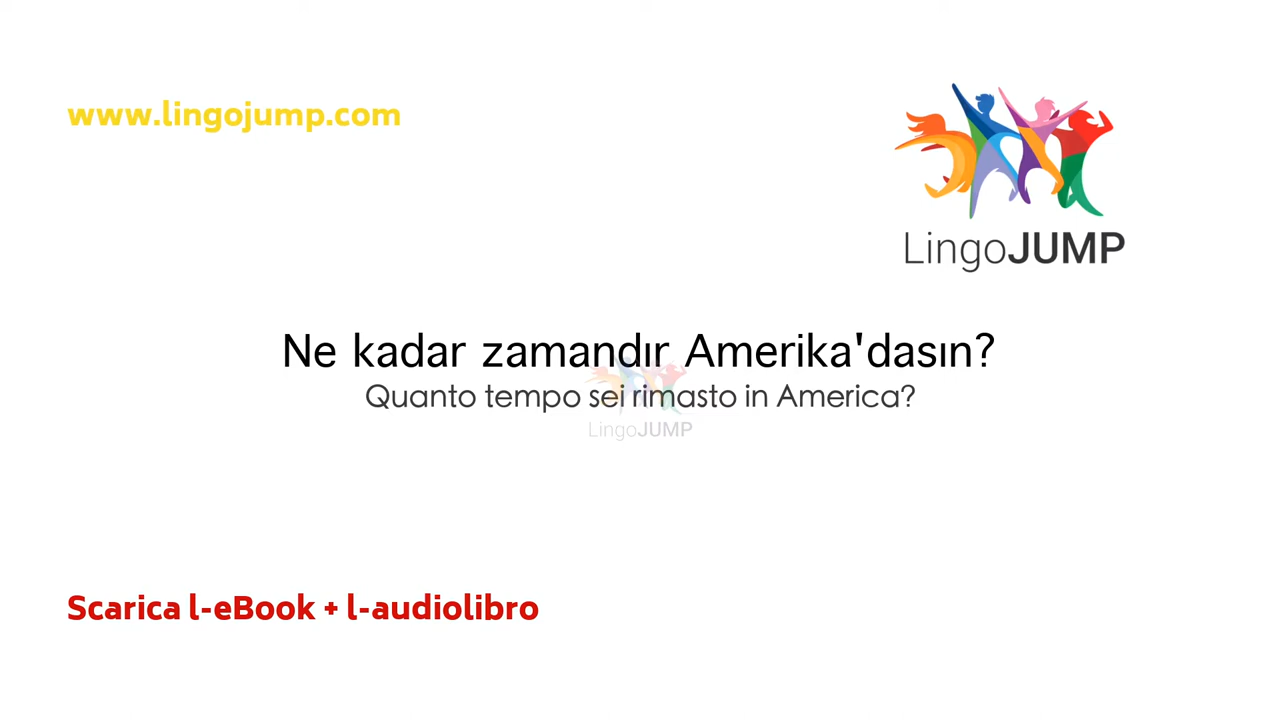 www.lingojump.com
LingoJUMP
Ne kadar zamandır Amerika'dasın?
Quanto tempo sei rimasto in America?
LingoJUMP
Scarica l-eBook + l-audiolibro